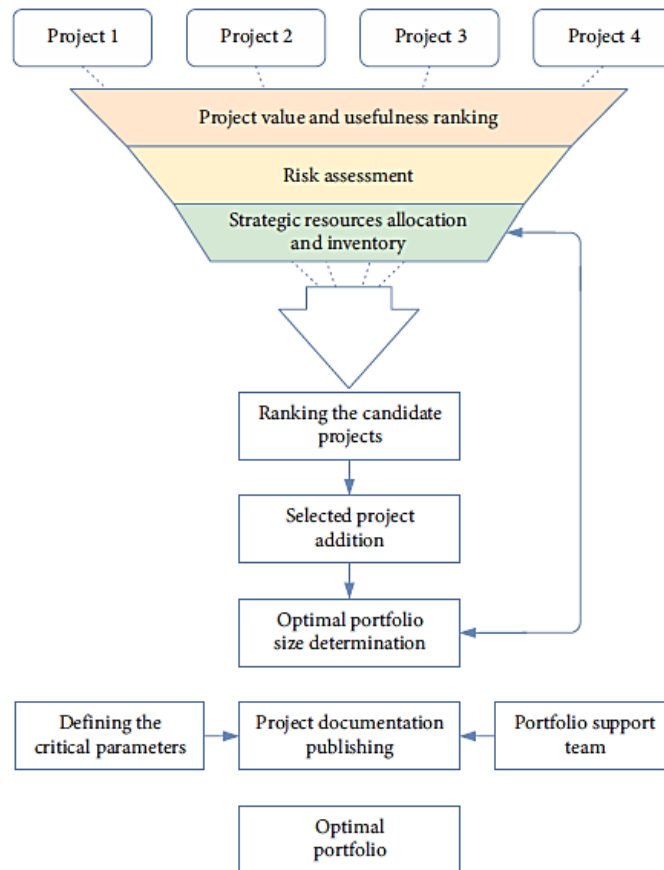 Project 1
Project 2
Project 3
Project 4
Project value and usefulness ranking
Risk assessment
Strategic resources allocation
and inventory
Ranking the candidate
projects
Selected project
addition
Optimal portfolio
size determination
Defining the
critical parameters
Project documentation
publishing
Portfolio support
team
Optimal
portfolio